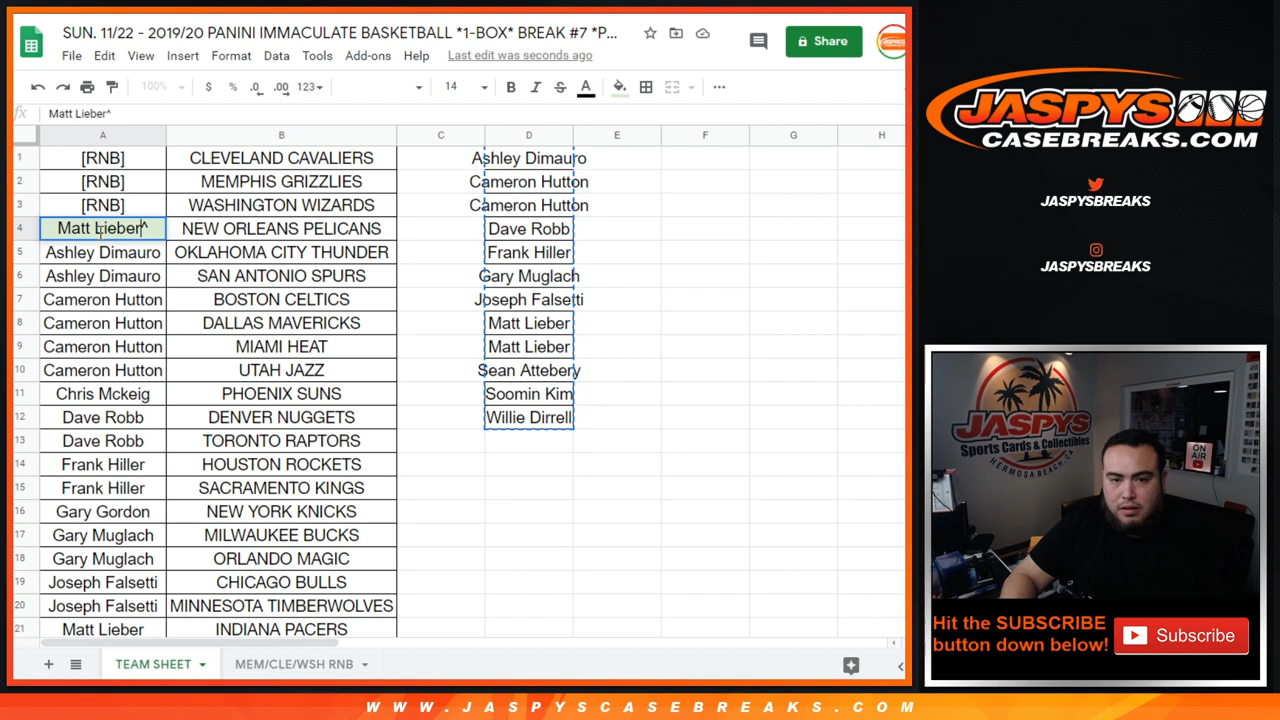 SUN. 11/22 - 2019/20 PANINI IMMACULATE BASKETBALL *1-BOX* BREAK #7 *P...
Share
File Edit View Insert Format Data Tools Add-ons Help Last edit was seconds ago
100% $ % .0 .00 123 14 B I S A
fx Matt Lieber^
A B C D E F G H
1 [RNB] CLEVELAND CAVALIERS Ashley Dimauro
2 [RNB] MEMPHIS GRIZZLIES Cameron Hutton
3 [RNB] WASHINGTON WIZARDS Cameron Hutton
4 Matt Lieber^ NEW ORLEANS PELICANS Dave Robb
5 Ashley Dimauro OKLAHOMA CITY THUNDER Frank Hiller
6 Ashley Dimauro SAN ANTONIO SPURS Gary Muglach
7 Cameron Hutton BOSTON CELTICS Joseph Falsetti
8 Cameron Hutton DALLAS MAVERICKS Matt Lieber
9 Cameron Hutton MIAMI HEAT Matt Lieber
10 Cameron Hutton UTAH JAZZ Sean Attebery
11 Chris Mckeig PHOENIX SUNS Soomin Kim
12 Dave Robb DENVER NUGGETS Willie Dirrell
13 Dave Robb TORONTO RAPTORS
14 Frank Hiller HOUSTON ROCKETS
15 Frank Hiller SACRAMENTO KINGS
16 Gary Gordon NEW YORK KNICKS
17 Gary Muglach MILWAUKEE BUCKS
18 Gary Muglach ORLANDO MAGIC
19 Joseph Falsetti CHICAGO BULLS
20 Joseph Falsetti MINNESOTA TIMBERWOLVES
21 Matt Lieber INDIANA PACERS
TEAM SHEET MEM/CLE/WSH RNB
JASPYS
CASEBREAKS.COM
JASPYSBREAKS
JASPYSBREAKS
JASPYS
Sports Cards & Collectibles
HERMOSA BEACH, CA
ON AIR
Hit the SUBSCRIBE
button down below!
Subscribe
WWW.JASPYSCASEBREAKS.COM